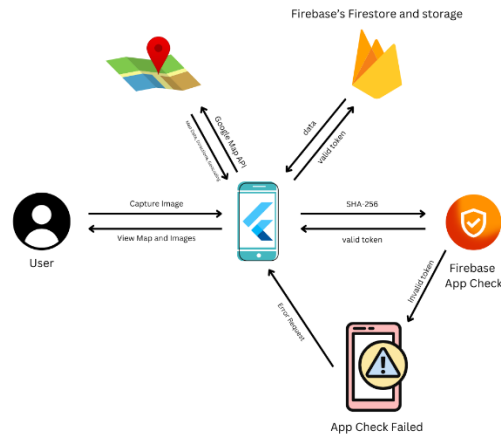 Firebase's Firestore and storage
Google Map API
data
valid token
Capture Image
View Map and Images
SHA-256
valid token
User
Firebase
App Check
Invalid token
Error Request
App Check Failed